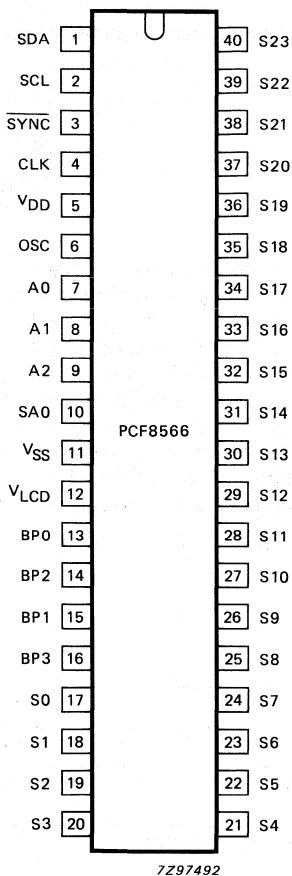 SDA 1 40 S23
SCL 2 39 S22
S̅Y̅N̅C̅ 3 38 S21
CLK 4 37 S20
VDD 5 36 S19
OSC 6 35 S18
A0 7 34 S17
A1 8 33 S16
A2 9 32 S15
SA0 10 31 S14
PCF8566
VSS 11 30 S13
VLCD 12 29 S12
BP0 13 28 S11
BP2 14 27 S10
BP1 15 26 S9
BP3 16 25 S8
S0 17 24 S7
S1 18 23 S6
S2 19 22 S5
S3 20 21 S4
7Z97492